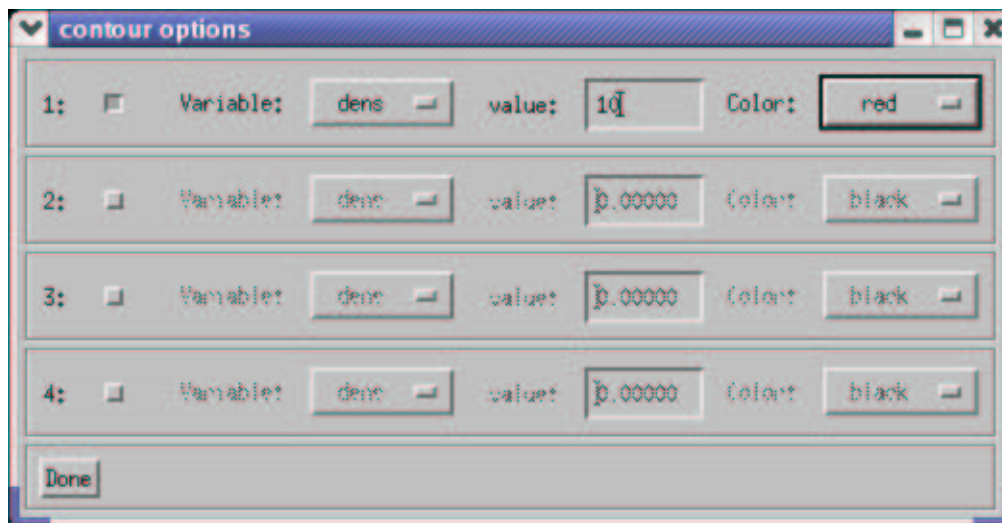 contour options
1: Variable: dens value: 10 Color: red
2: Variable: dens value: 0.00000 Color: black
3: Variable: dens value: 0.00000 Color: black
4: Variable: dens value: 0.00000 Color: black
Done